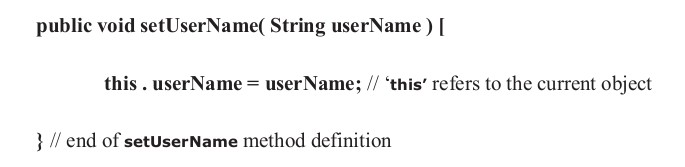 public void setUserName( String userName ) [
this . userName = userName; // ‘this’ refers to the current object
} // end of setUserName method definition